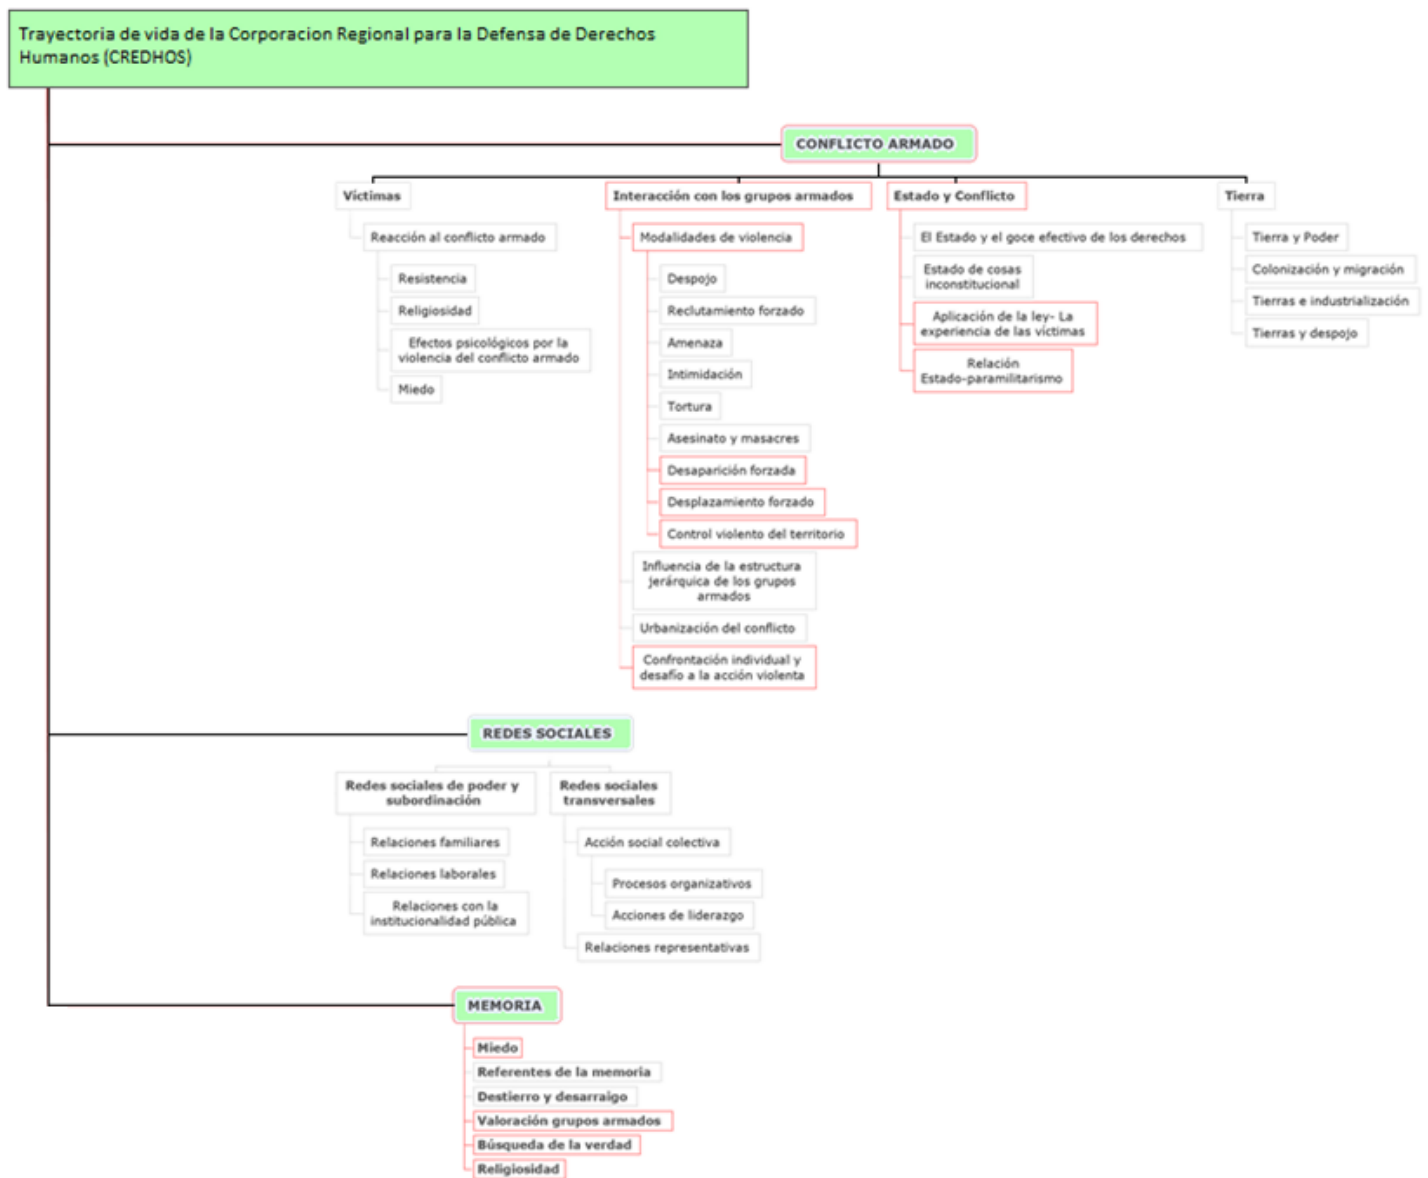 Trayectoria de vida de la Corporacion Regional para la Defensa de Derechos
Humanos (CREDHOS)
CONFLICTO ARMADO
Víctimas
Reacción al conflicto armado
Resistencia
Religiosidad
Efectos psicológicos por la
violencia del conflicto armado
Miedo
Interacción con los grupos armados
Modalidades de violencia
Despojo
Reclutamiento forzado
Amenaza
Intimidación
Tortura
Asesinato y masacres
Desaparición forzada
Desplazamiento forzado
Control violento del territorio
Influencia de la estructura
jerárquica de los grupos
armados
Urbanización del conflicto
Confrontación individual y
desafío a la acción violenta
Estado y Conflicto
El Estado y el goce efectivo de los derechos
Estado de cosas
inconstitucional
Aplicación de la ley- La
experiencia de las víctimas
Relación
Estado-paramilitarismo
Tierra
Tierra y Poder
Colonización y migración
Tierras e industrialización
Tierras y despojo
REDES SOCIALES
Redes sociales de poder y
subordinación
Relaciones familiares
Relaciones laborales
Relaciones con la
institucionalidad pública
Redes sociales
transversales
Acción social colectiva
Procesos organizativos
Acciones de liderazgo
Relaciones representativas
MEMORIA
Miedo
Referentes de la memoria
Destierro y desarraigo
Valoración grupos armados
Búsqueda de la verdad
Religiosidad